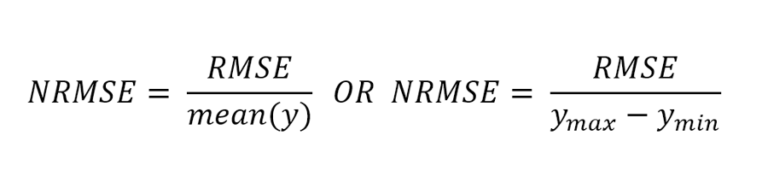 NRMSE = RMSE / mean(y) OR NRMSE = RMSE / (y_max − y_min)